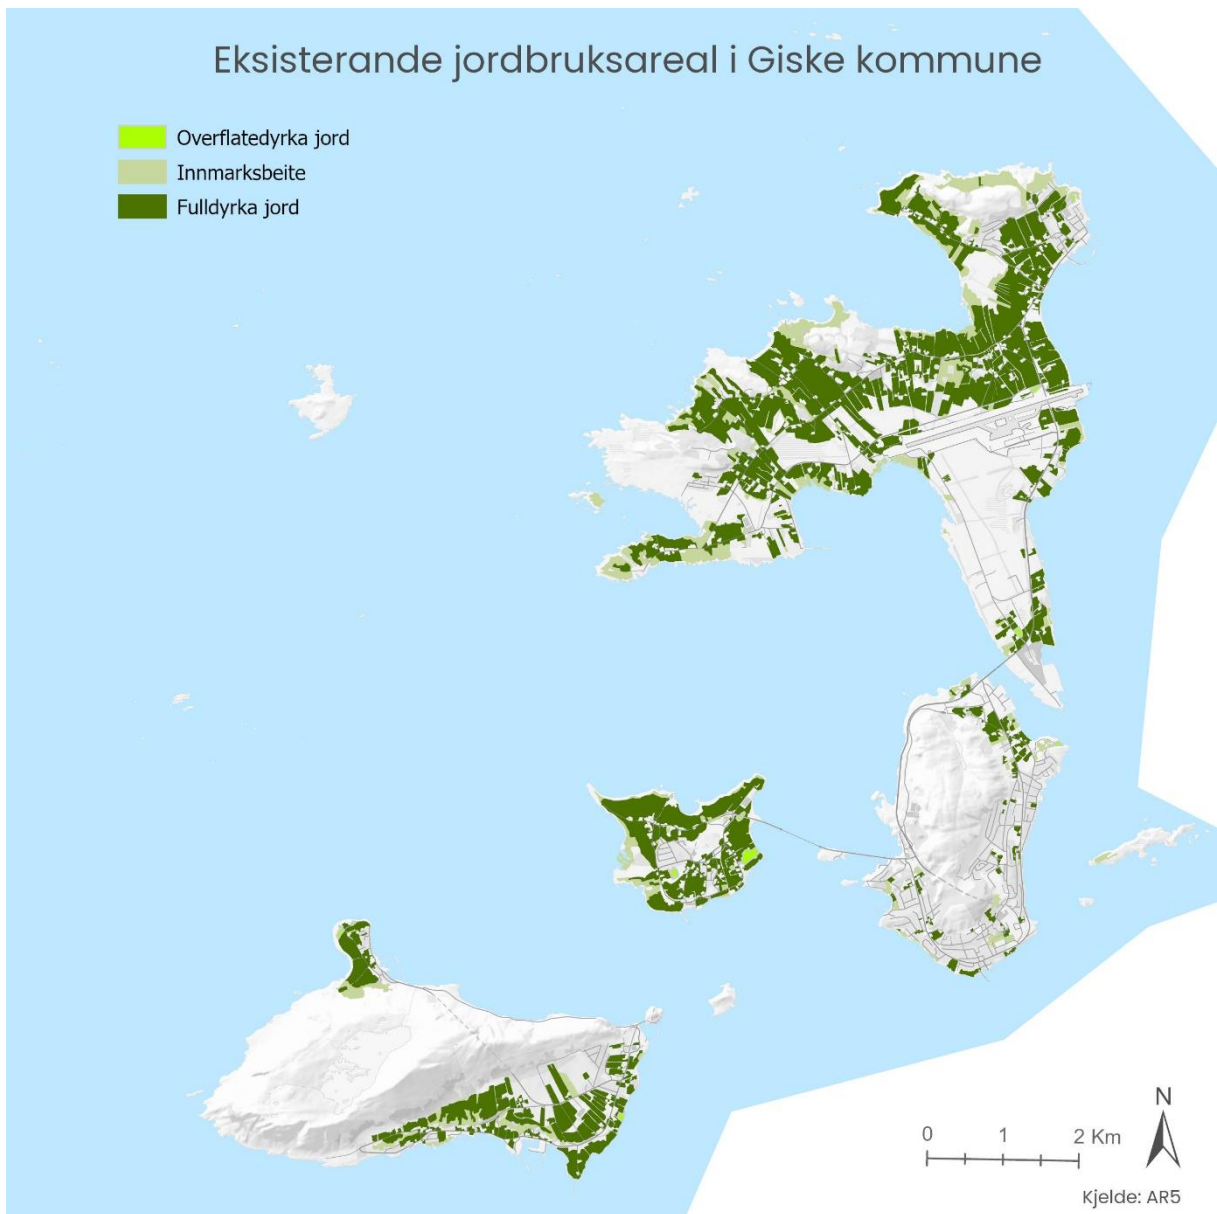 Eksisterande jordbruksareal i Giske kommune
Overflatedyrka jord
Innmarksbeite
Fulldyrka jord
N
0 1 2 Km
Kjelde: AR5